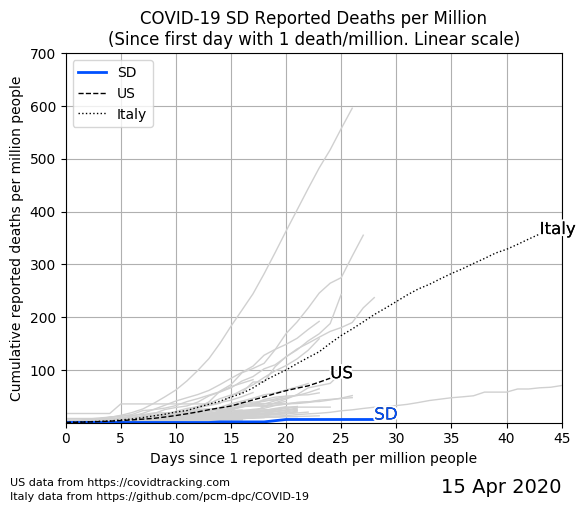 COVID-19 SD Reported Deaths per Million
(Since first day with 1 death/million. Linear scale)
Cumulative reported deaths per million people
700
600
500
400
300
200
100
SD
US
Italy
Italy
US
SD
0 5 10 15 20 25 30 35 40 45
Days since 1 reported death per million people
US data from https://covidtracking.com
Italy data from https://github.com/pcm-dpc/COVID-19
15 Apr 2020